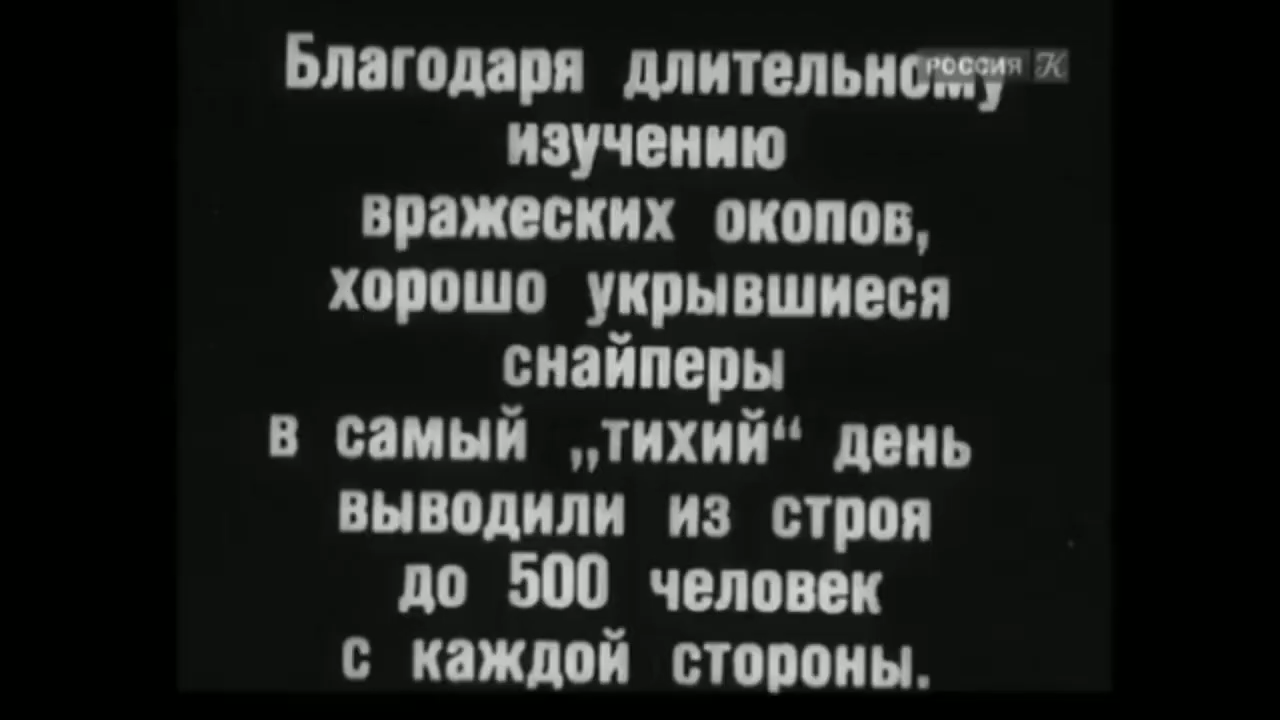 Благодаря длительному
РОССИЯ К
изучению
вражеских окопов,
хорошо укрывшиеся
снайперы
в самый „тихий“ день
выводили из строя
до 500 человек
с каждой стороны.